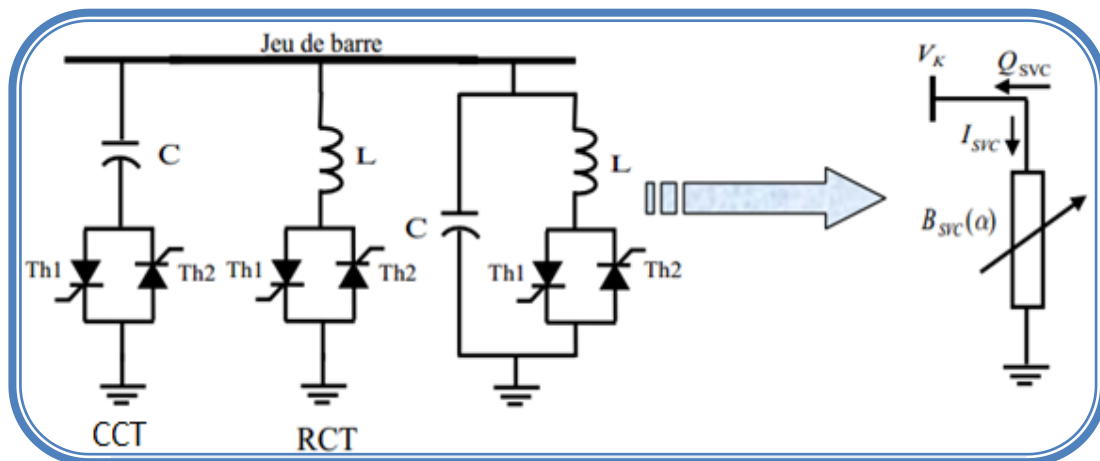 Jeu de barre
C
Th1
Th2
CCT
L
Th1
Th2
RCT
C
L
Th1
Th2
V_K
Q_SVC
I_SVC
B_SVC(α)